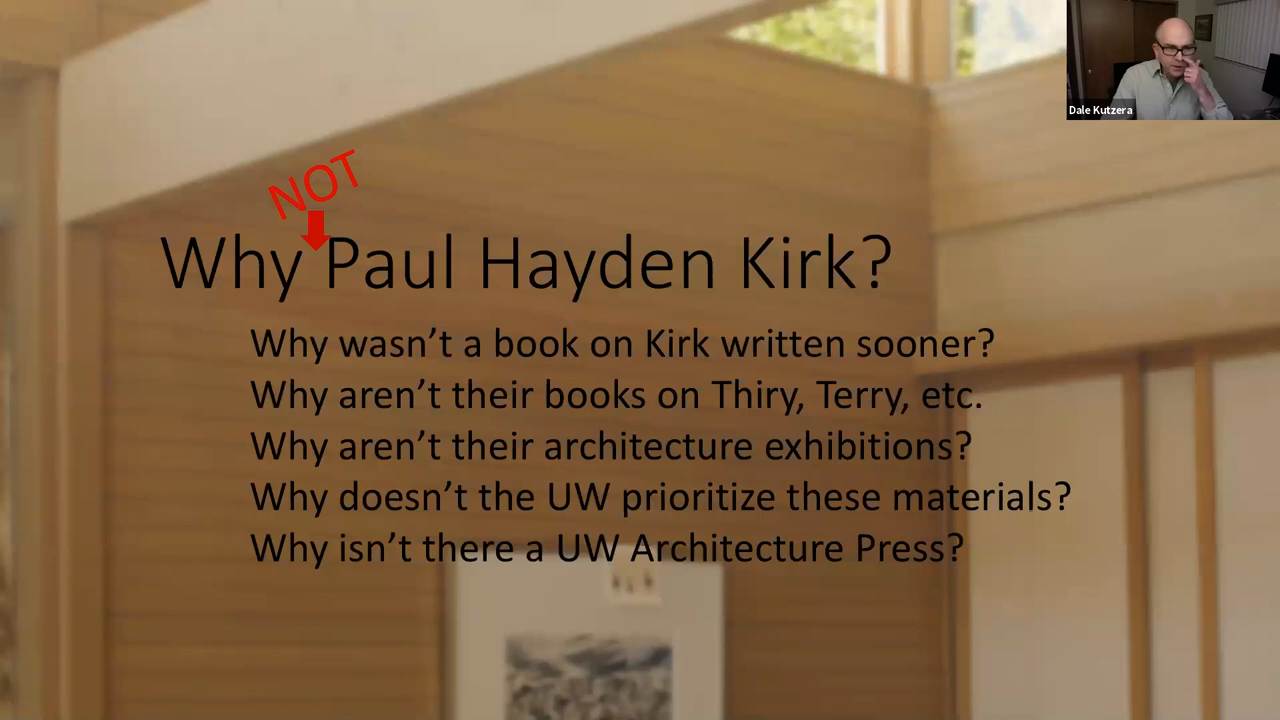 Dale Kutzera
NOT
Why Paul Hayden Kirk?
Why wasn’t a book on Kirk written sooner?
Why aren’t their books on Thiry, Terry, etc.
Why aren’t their architecture exhibitions?
Why doesn’t the UW prioritize these materials?
Why isn’t there a UW Architecture Press?